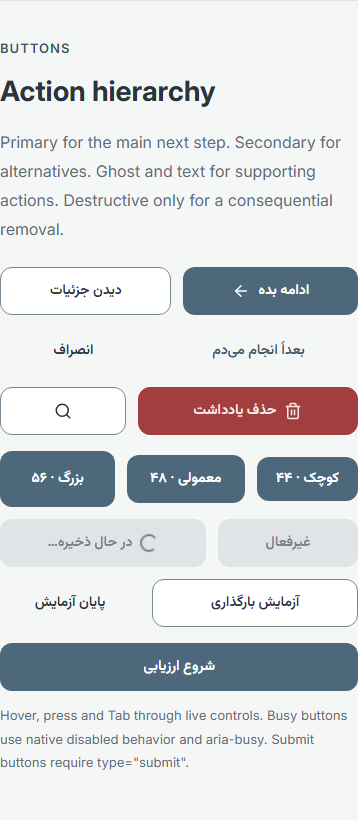 BUTTONS
Action hierarchy
Primary for the main next step. Secondary for
alternatives. Ghost and text for supporting
actions. Destructive only for a consequential
removal.
ادامه بده
دیدن جزئیات
بعداً انجام می‌دم
انصراف
حذف یادداشت
کوچک · ۴۴
معمولی · ۴۸
بزرگ · ۵۶
غیرفعال
در حال ذخیره…
آزمایش بارگذاری
پایان آزمایش
شروع ارزیابی
Hover, press and Tab through live controls. Busy buttons
use native disabled behavior and aria-busy. Submit
buttons require type="submit".